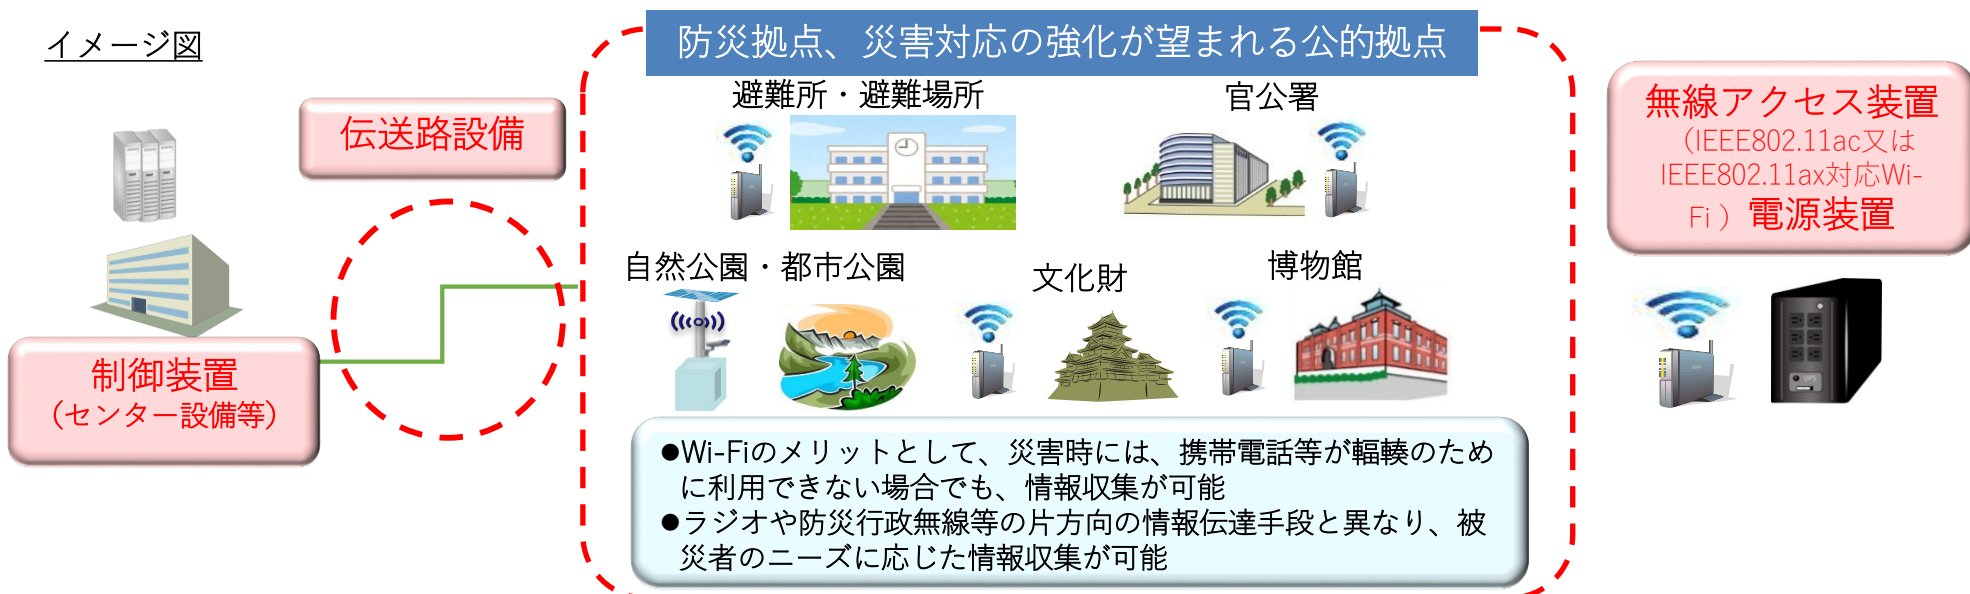 イメージ図
防災拠点、災害対応の強化が望まれる公的拠点
伝送路設備
制御装置
（センター設備等）
避難所・避難場所
官公署
自然公園・都市公園
文化財
博物館
●Wi-Fiのメリットとして、災害時には、携帯電話等が輻輳のため
に利用できない場合でも、情報収集が可能
●ラジオや防災行政無線等の片方向の情報伝達手段と異なり、被
災者のニーズに応じた情報収集が可能
無線アクセス装置
（IEEE802.11ac又は
IEEE802.11ax対応Wi-
Fi ）電源装置
UPS